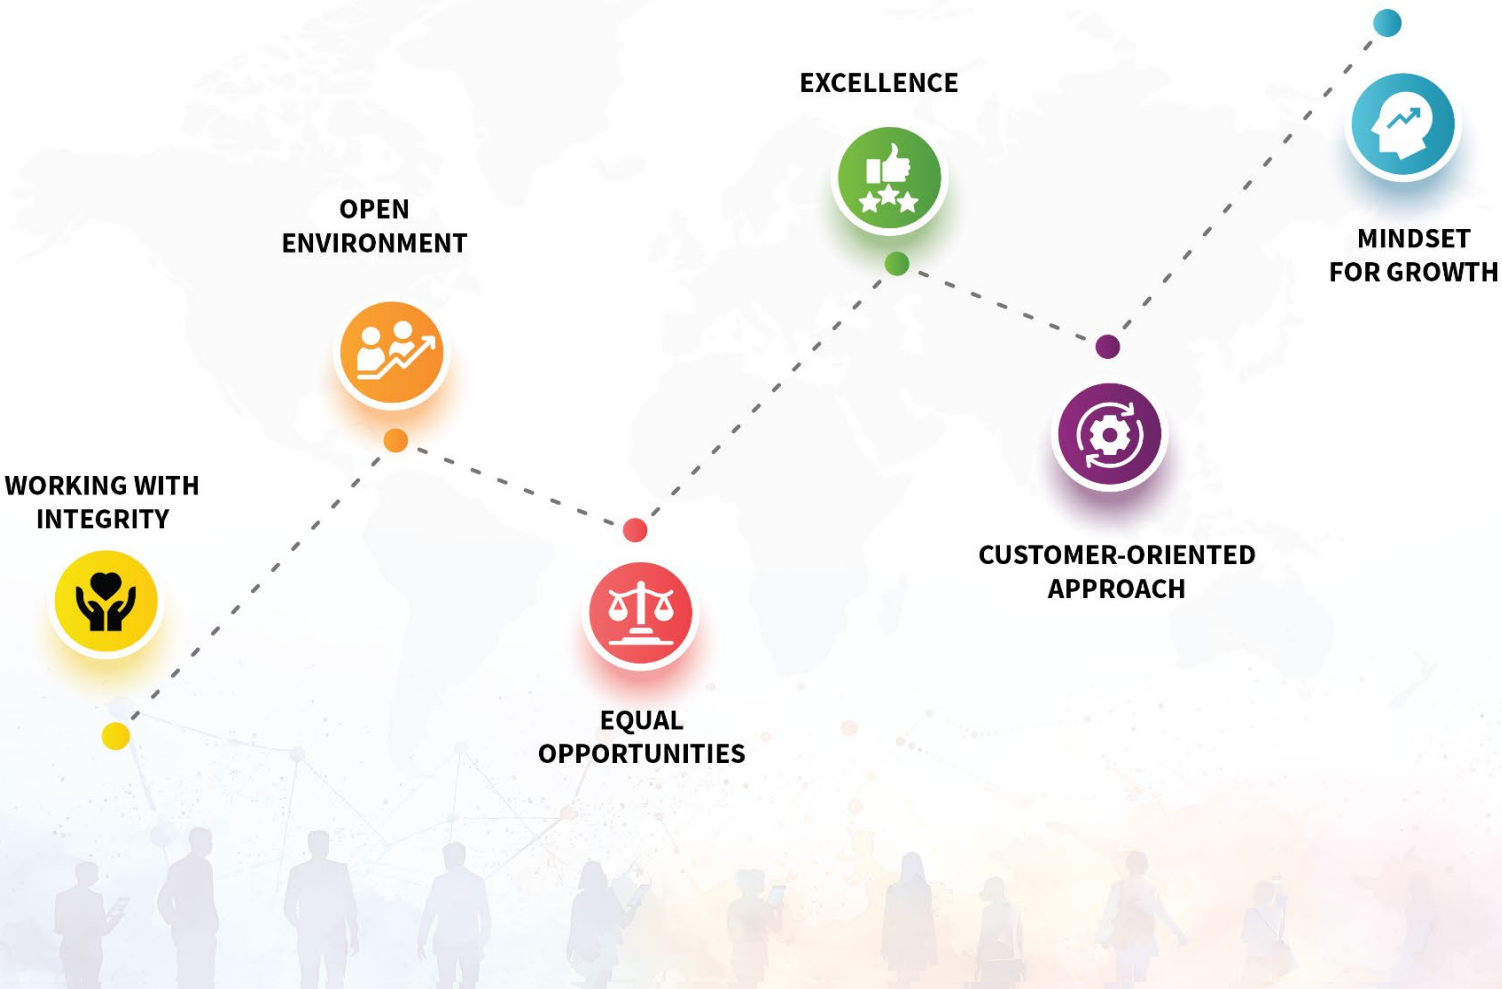 WORKING WITH
INTEGRITY
OPEN
ENVIRONMENT
EQUAL
OPPORTUNITIES
EXCELLENCE
CUSTOMER-ORIENTED
APPROACH
MINDSET
FOR GROWTH